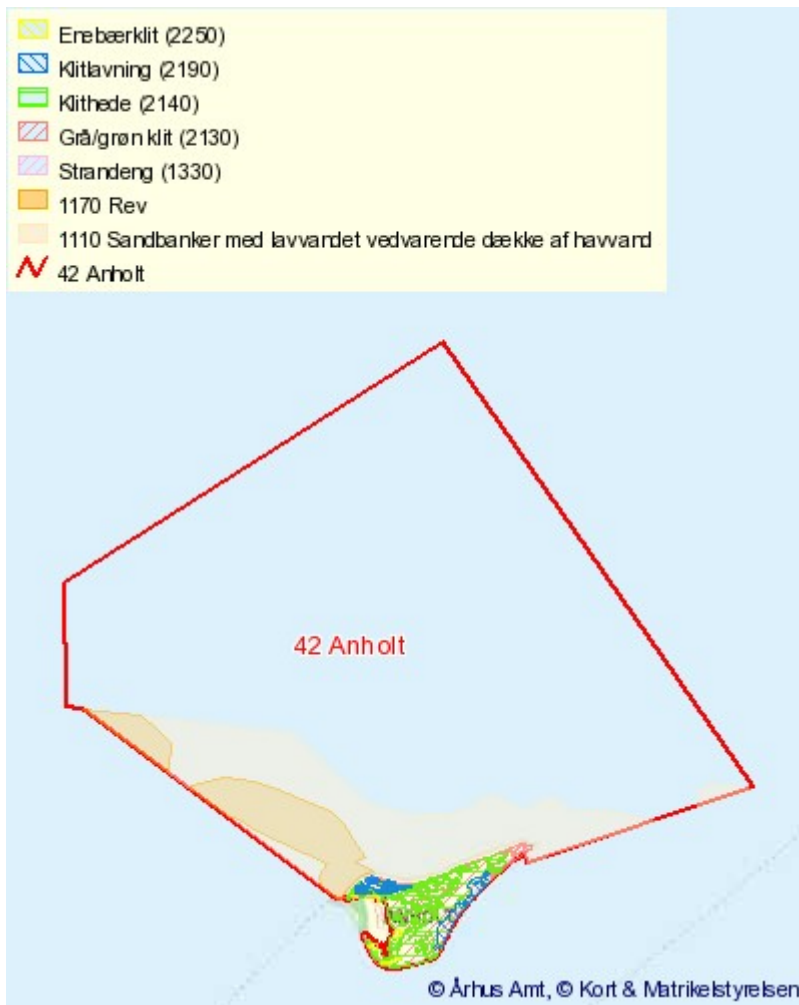 Enebærklit (2250)
Klitlavning (2190)
Klithede (2140)
Grå/grøn klit (2130)
Strandeng (1330)
1170 Rev
1110 Sandbanker med lavvandet vedvarende dække af havvand
42 Anholt
42 Anholt
© Århus Amt, © Kort & Matrikelstyrelsen